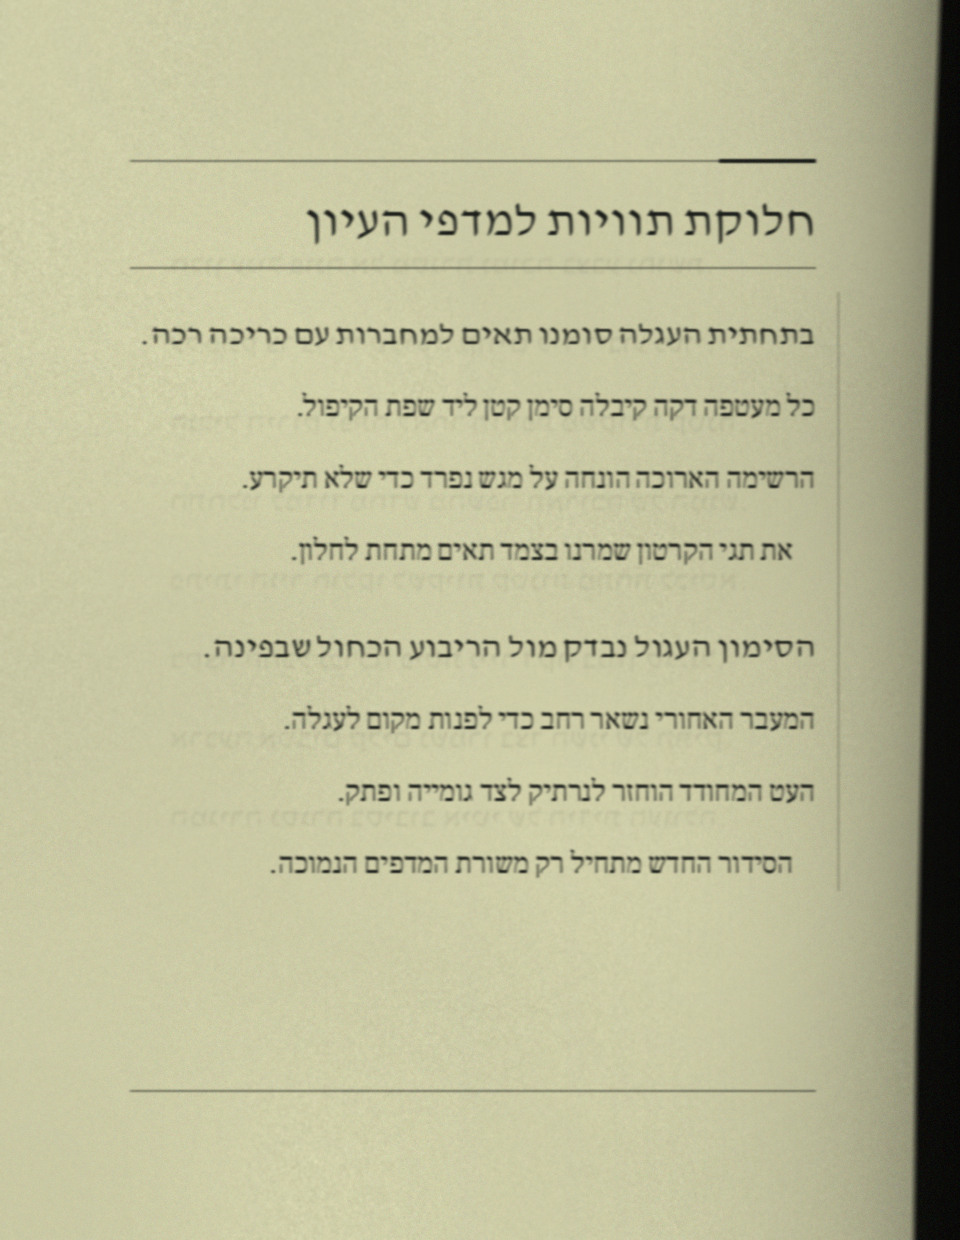 חלוקת תוויות למדפי העיון
בתחתית העגלה סומנו תאים למחברות עם כריכה רכה.
כל מעטפה דקה קיבלה סימן קטן ליד שפת הקיפול.
הרשימה הארוכה הונחה על מגש נפרד כדי שלא תיקרע.
את תגי הקרטון שמרנו בצמד תאים מתחת לחלון.
הסימון העגול נבדק מול הריבוע הכחול שבפינה.
המעבר האחורי נשאר רחב כדי לפנות מקום לעגלה.
העט המחודד הוחזר לנרתיק לצד גומייה ופתק.
הסידור החדש מתחיל רק משורת המדפים הנמוכה.